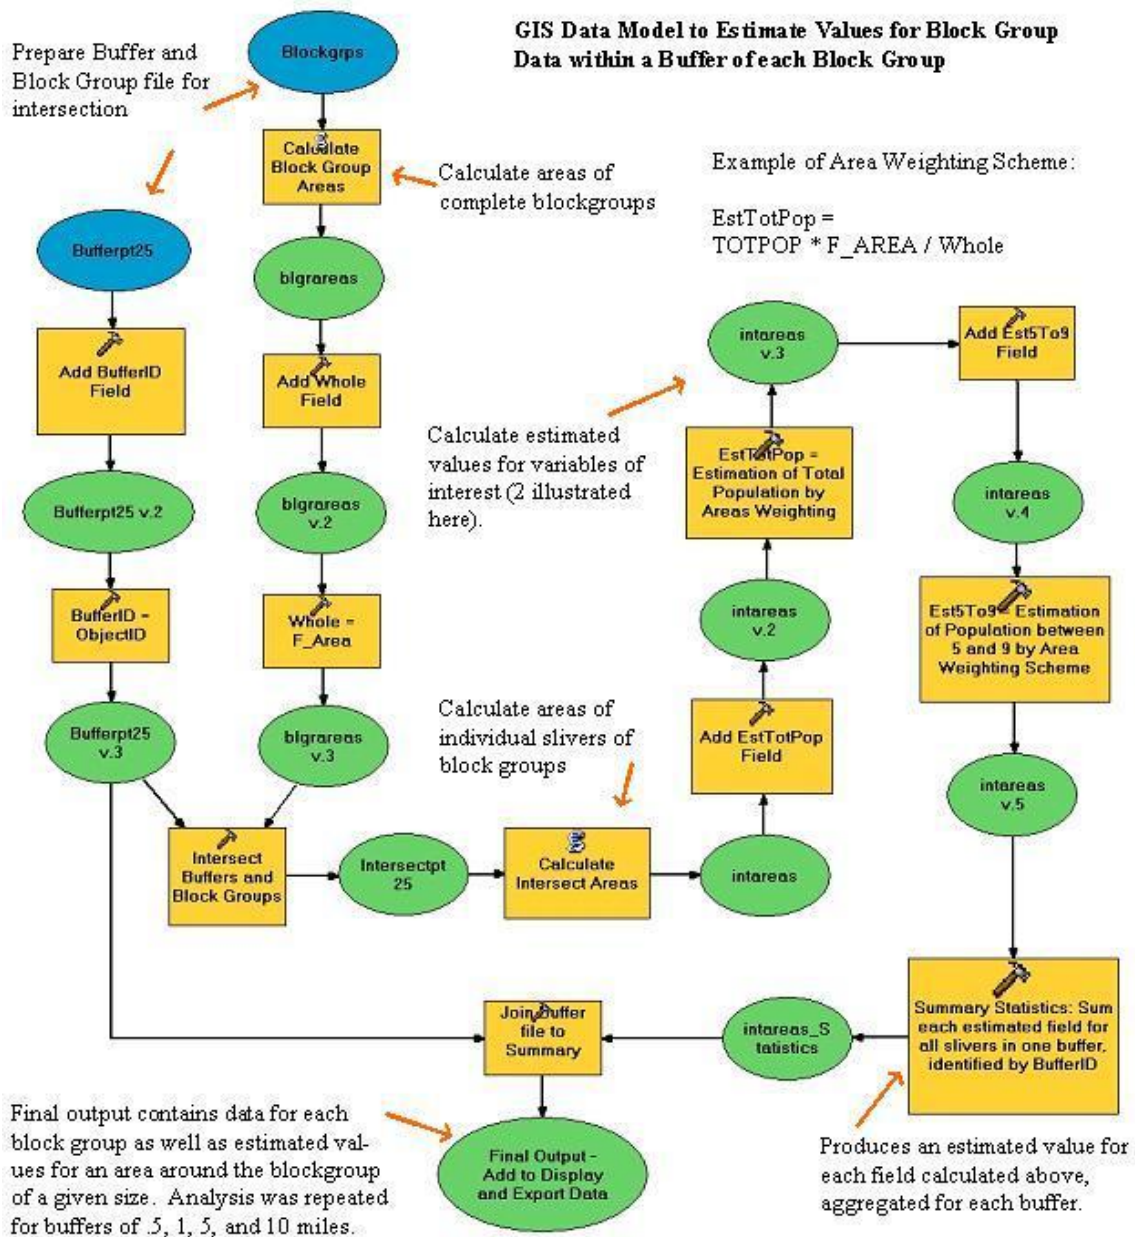 GIS Data Model to Estimate Values for Block Group
Data within a Buffer of each Block Group
Prepare Buffer and
Block Group file for
intersection
Blockgrps
Calculate
Block Group
Areas
Calculate areas of
complete blockgroups
Example of Area Weighting Scheme:
EstTotPop =
TOTPOP * F_AREA / Whole
Bufferpt25
blgrareas
Add BufferID
Field
Add Whole
Field
intareas
v.3
Add Est5To9
Field
Calculate estimated
values for variables of
interest (2 illustrated
here).
EstTotPop =
Estimation of Total
Population by
Areas Weighting
Bufferpt25 v.2
blgrareas
v.2
intareas
v.4
BufferID =
ObjectID
Whole =
F_Area
intareas
v.2
Est5To9 = Estimation
of Population between
5 and 9 by Area
Weighting Scheme
Bufferpt25
v.3
blgrareas
v.3
Calculate areas of
individual slivers of
block groups
Add EstTotPop
Field
intareas
v.5
Intersect
Buffers and
Block Groups
Intersectpt
25
Calculate
Intersect Areas
intareas
Join Buffer
file to
Summary
intareas_S
tatistics
Summary Statistics: Sum
each estimated field for
all slivers in one buffer,
identified by BufferID
Final output contains data for each
block group as well as estimated val-
ues for an area around the blockgroup
of a given size. Analysis was repeated
for buffers of .5, 1, 5, and 10 miles.
Final Output -
Add to Display
and Export Data
Produces an estimated value for
each field calculated above,
aggregated for each buffer.